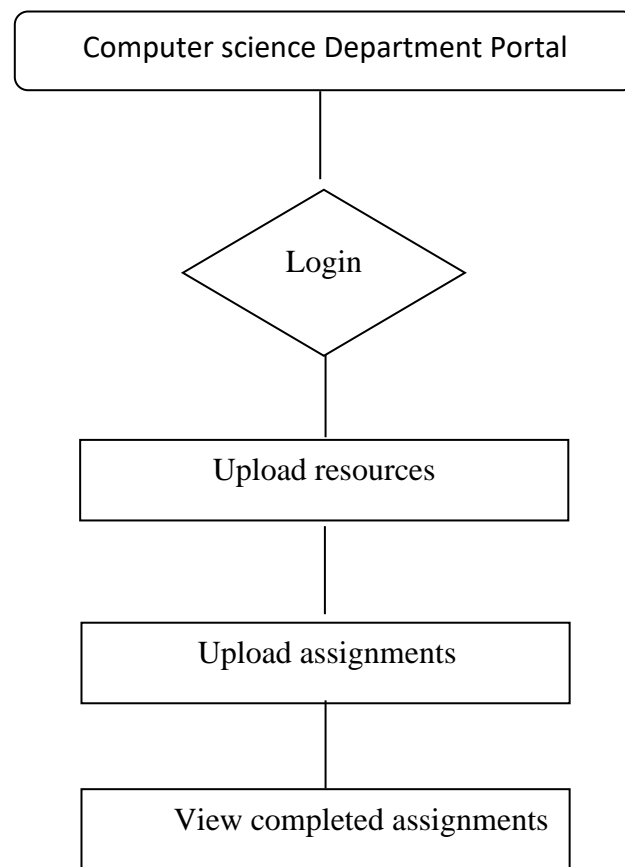 Computer science Department Portal
Login
Upload resources
Upload assignments
View completed assignments